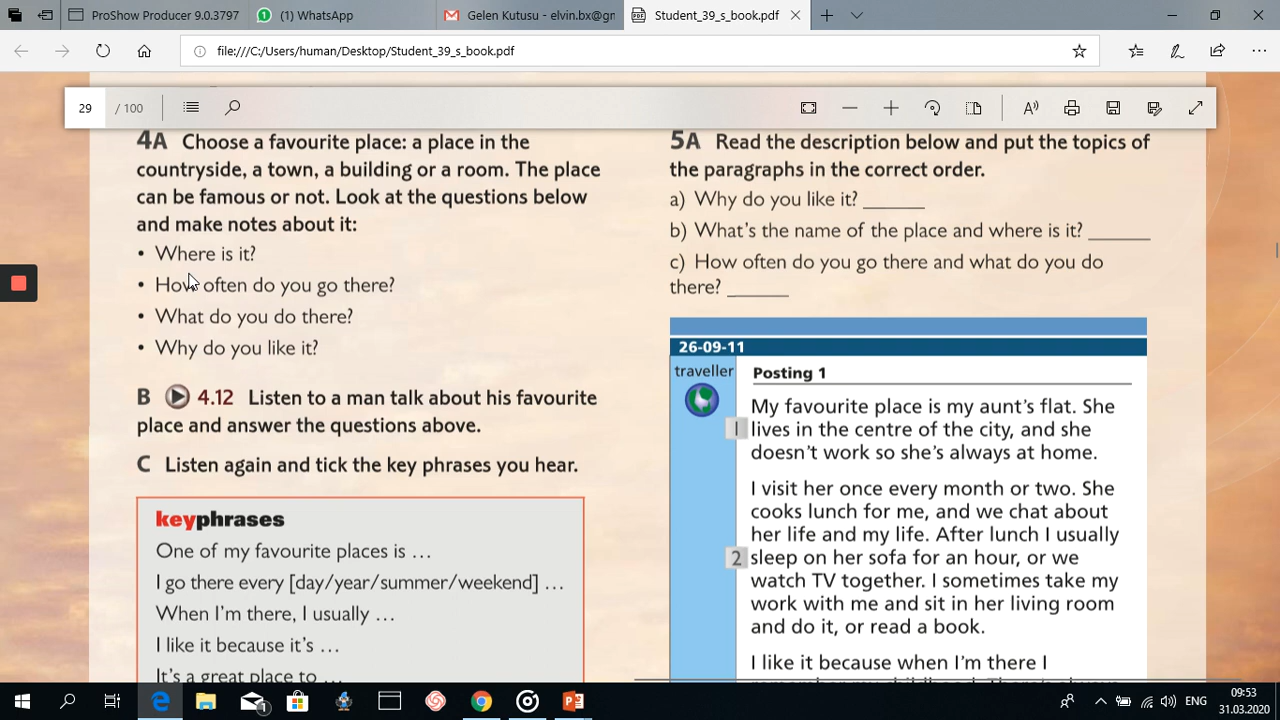 ProShow Producer 9.0.3797
(1) WhatsApp
Gelen Kutusu - elvin.bx@gn
Student_39_s_book.pdf
file:///C:/Users/human/Desktop/Student_39_s_book.pdf
29 / 100
4A Choose a favourite place: a place in the
countryside, a town, a building or a room. The place
can be famous or not. Look at the questions below
and make notes about it:
• Where is it?
• How often do you go there?
• What do you do there?
• Why do you like it?
B 4.12 Listen to a man talk about his favourite
place and answer the questions above.
C Listen again and tick the key phrases you hear.
keyphrases
One of my favourite places is …
I go there every [day/year/summer/weekend] …
When I'm there, I usually …
I like it because it's …
It's a great place to …
5A Read the description below and put the topics of
the paragraphs in the correct order.
a) Why do you like it? ______
b) What's the name of the place and where is it? ______
c) How often do you go there and what do you do
there? ______
26-09-11
traveller
Posting 1
My favourite place is my aunt's flat. She
1 lives in the centre of the city, and she
doesn't work so she's always at home.
I visit her once every month or two. She
cooks lunch for me, and we chat about
her life and my life. After lunch I usually
2 sleep on her sofa for an hour, or we
watch TV together. I sometimes take my
work with me and sit in her living room
and do it, or read a book.
I like it because when I'm there I
ENG
09:53
31.03.2020